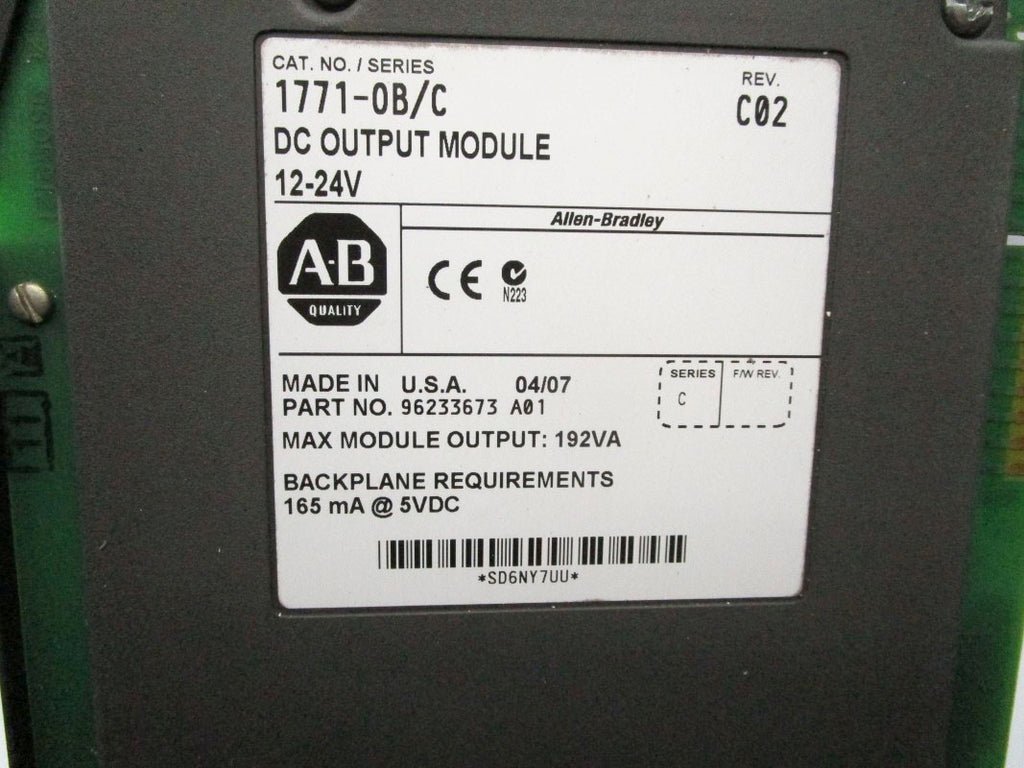 CAT. NO. / SERIES
1771-OB/C
REV.
C02
DC OUTPUT MODULE
12-24V
Allen-Bradley
A-B
QUALITY
CE
N223
MADE IN U.S.A. 04/07
PART NO. 96233673 A01
SERIES
C
F/W REV.
MAX MODULE OUTPUT: 192VA
BACKPLANE REQUIREMENTS
165 mA @ 5VDC
*SD6NY7UU*